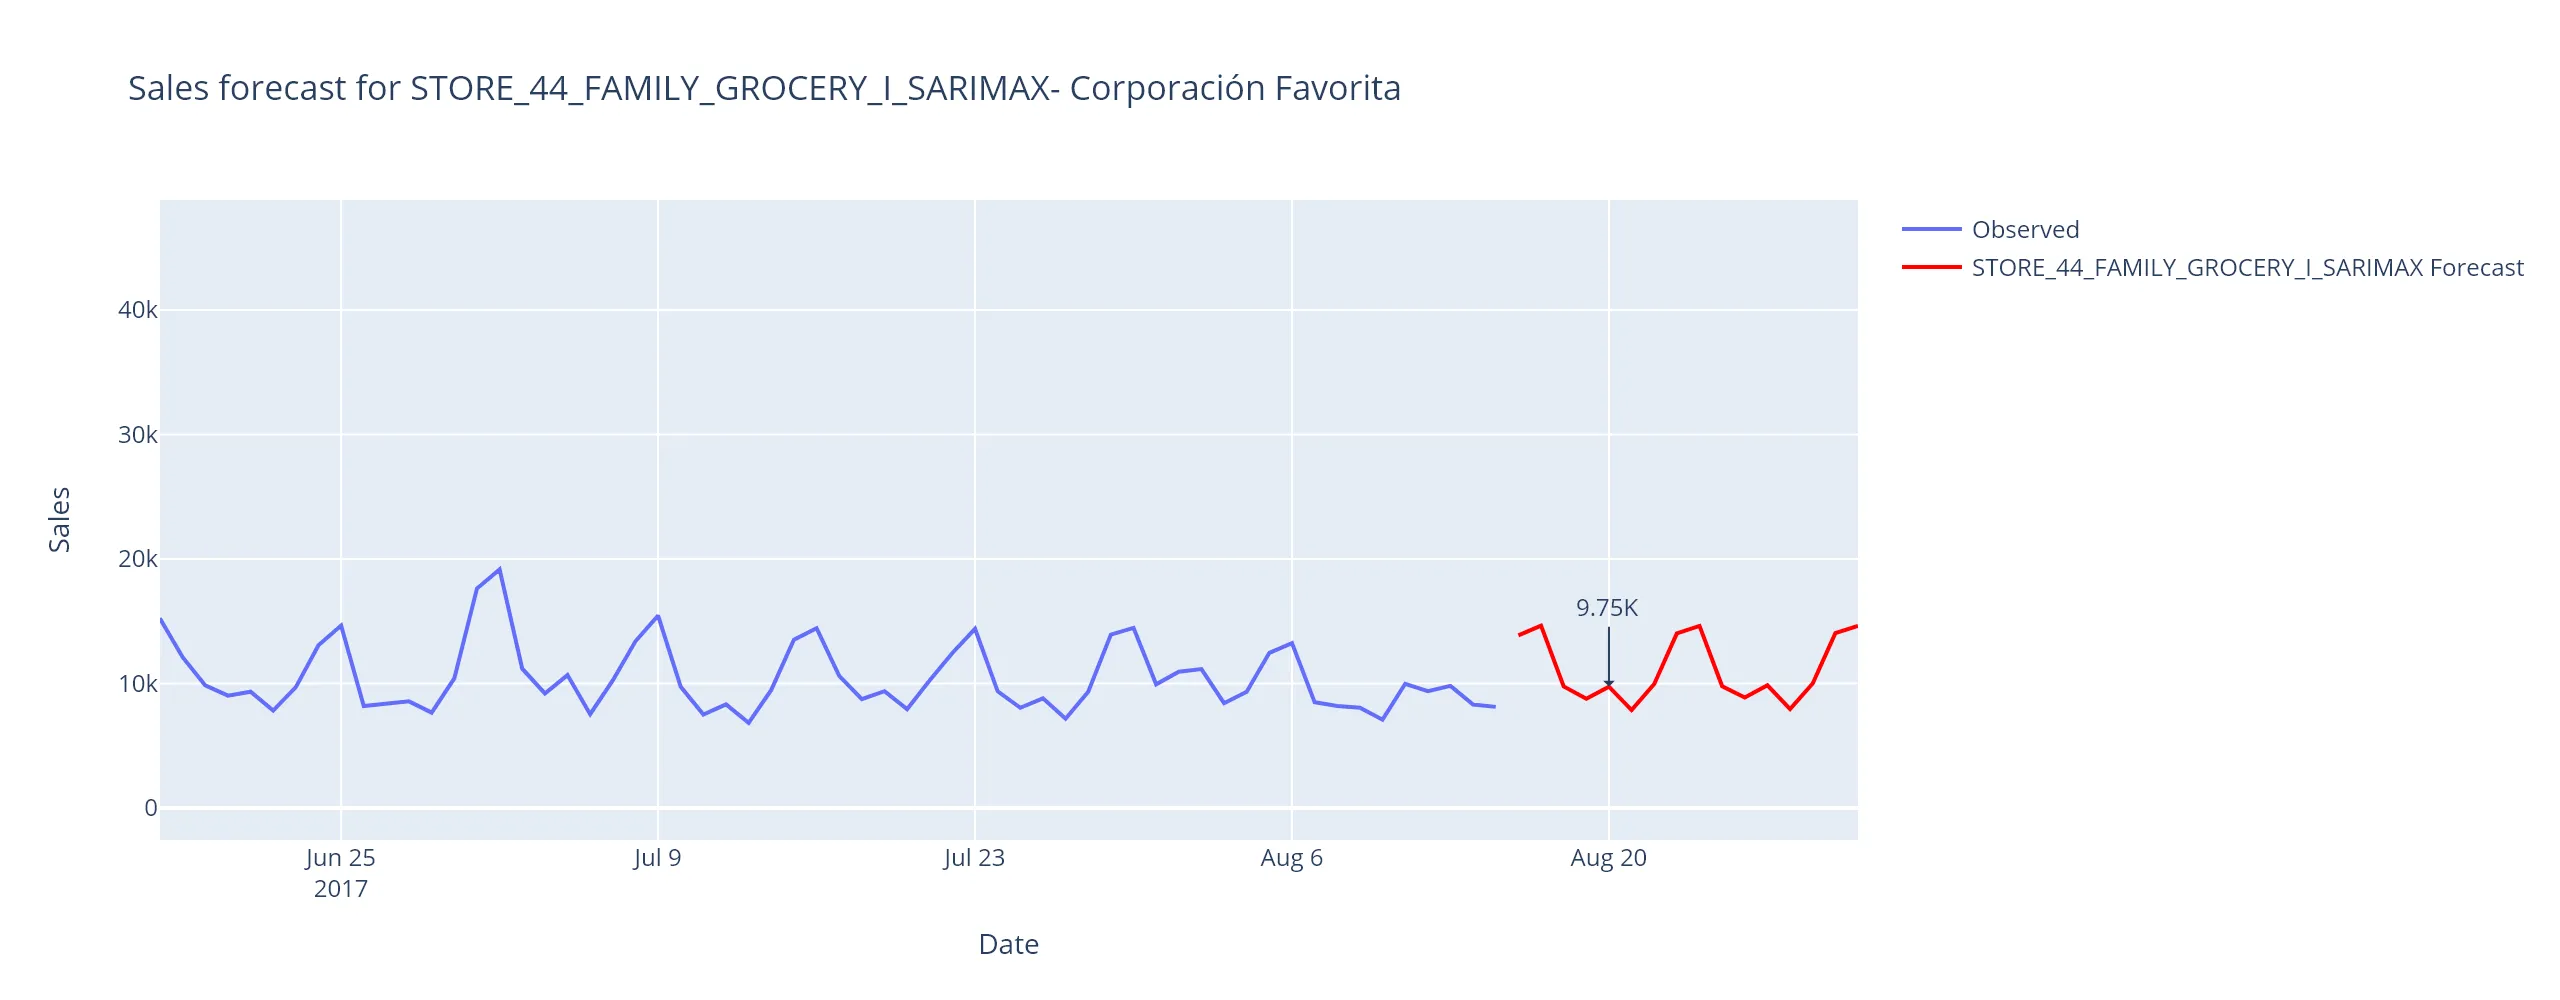 Sales forecast for STORE_44_FAMILY_GROCERY_I_SARIMAX- Corporación Favorita
Observed
STORE_44_FAMILY_GROCERY_I_SARIMAX Forecast
40k
30k
20k
10k
0
Sales
9.75K
Jun 25
2017
Jul 9
Jul 23
Aug 6
Aug 20
Date